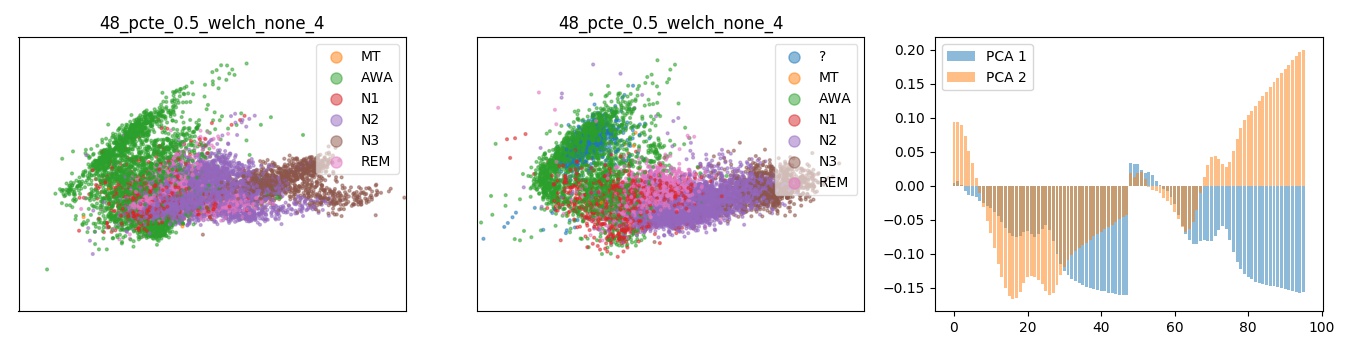 48_pcte_0.5_welch_none_4
MT
AWA
N1
N2
N3
REM
48_pcte_0.5_welch_none_4
?
MT
AWA
N1
N2
N3
REM
PCA 1
PCA 2
0.20
0.15
0.10
0.05
0.00
−0.05
−0.10
−0.15
0 20 40 60 80 100